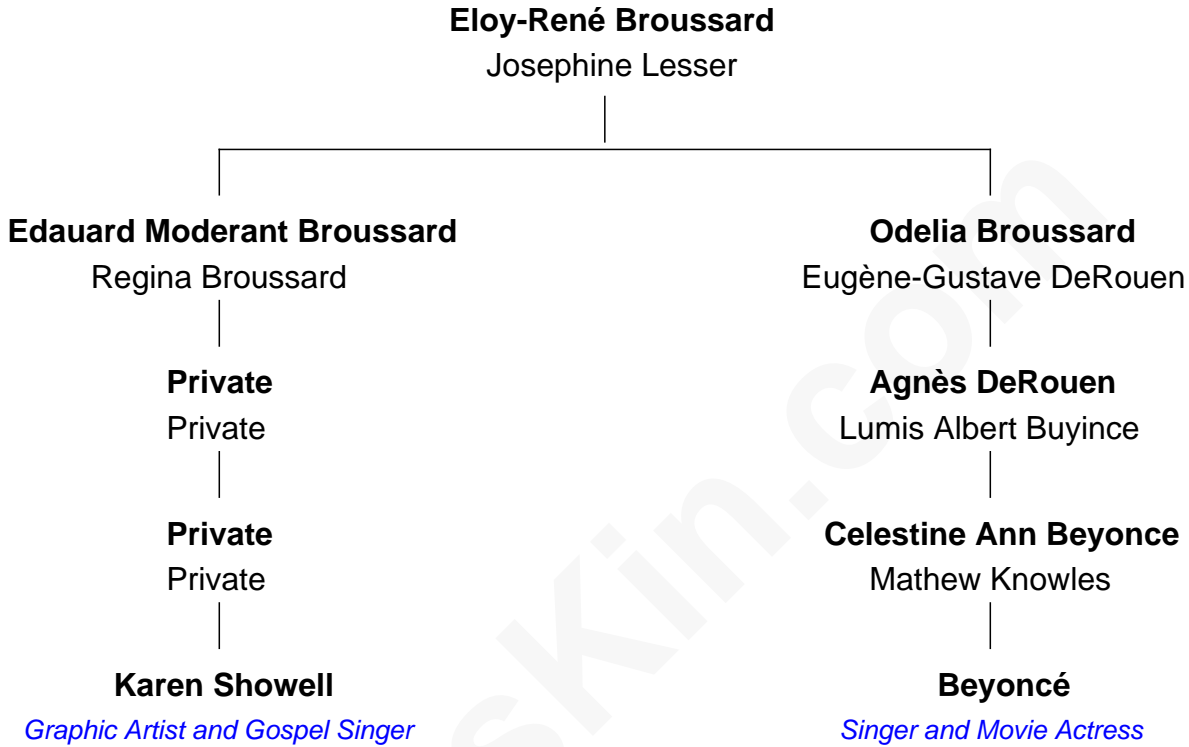 Eloy-René Broussard
Josephine Lesser
Edauard Moderant Broussard
Regina Broussard
Odelia Broussard
Eugène-Gustave DeRouen
Private
Private
Agnès DeRouen
Lumis Albert Buyince
Private
Private
Celestine Ann Beyonce
Mathew Knowles
Karen Showell
Graphic Artist and Gospel Singer
Beyoncé
Singer and Movie Actress
sKin.com